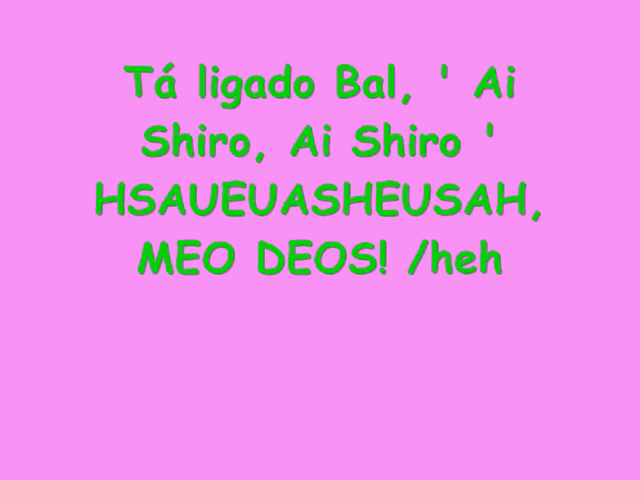 Tá ligado Bal, ' Ai
Shiro, Ai Shiro '
HSAUEUASHEUSAH,
MEO DEOS! /heh